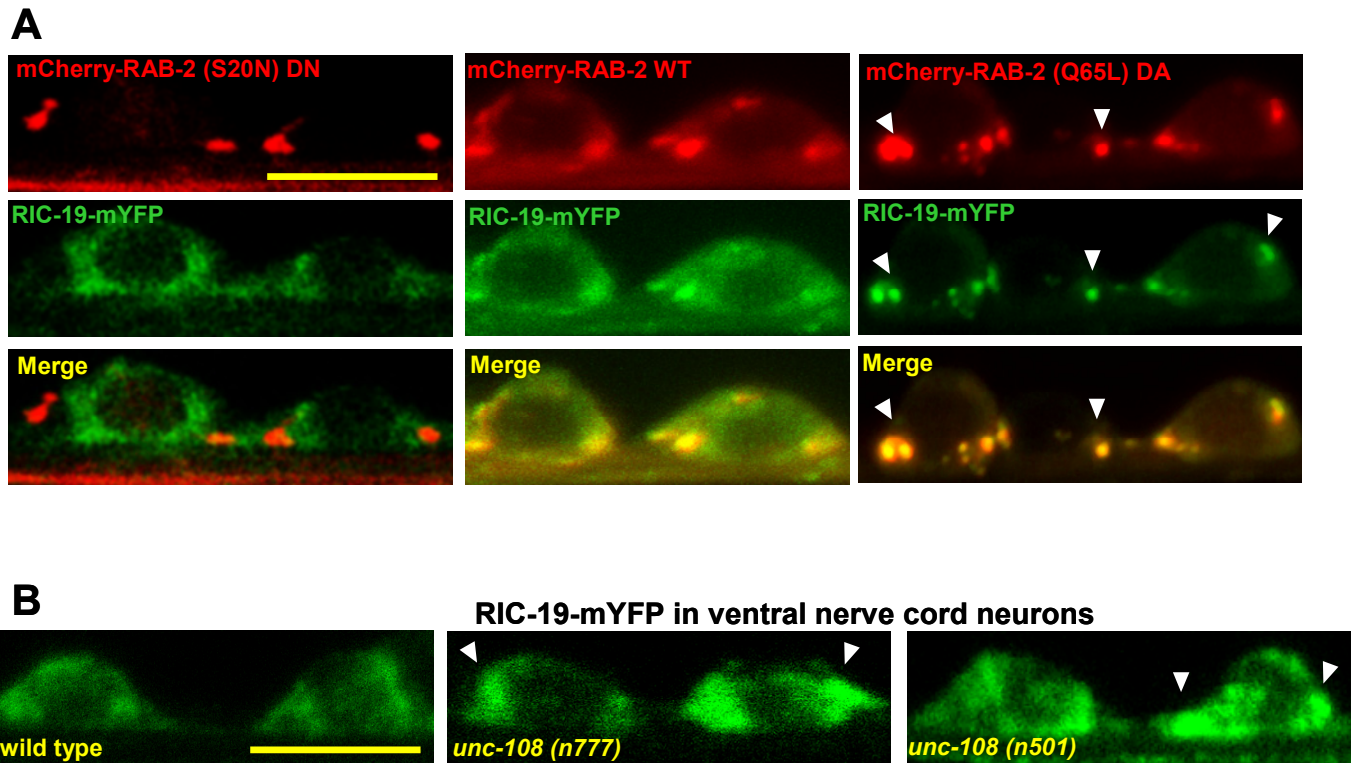 A
mCherry-RAB-2 (S20N) DN
mCherry-RAB-2 WT
mCherry-RAB-2 (Q65L) DA
RIC-19-mYFP
RIC-19-mYFP
RIC-19-mYFP
Merge
Merge
Merge
B
RIC-19-mYFP in ventral nerve cord neurons
wild type
unc-108 (n777)
unc-108 (n501)